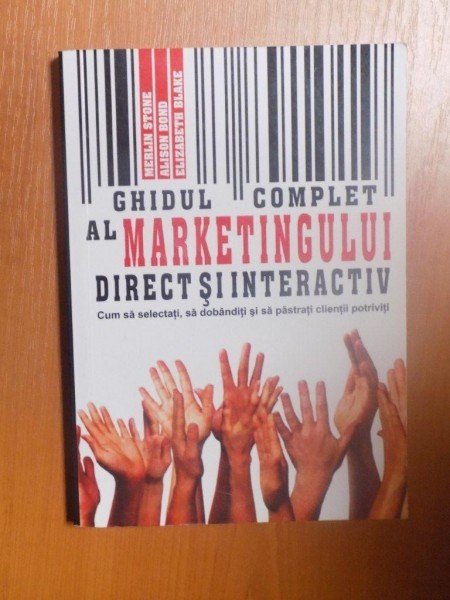 MERLIN STONE
ALISON BOND
ELIZABETH BLAKE
GHIDUL COMPLET
AL MARKETINGULUI
DIRECT ŞI INTERACTIV
Cum să selectaţi, să dobândiţi şi să păstraţi clienţii potriviţi